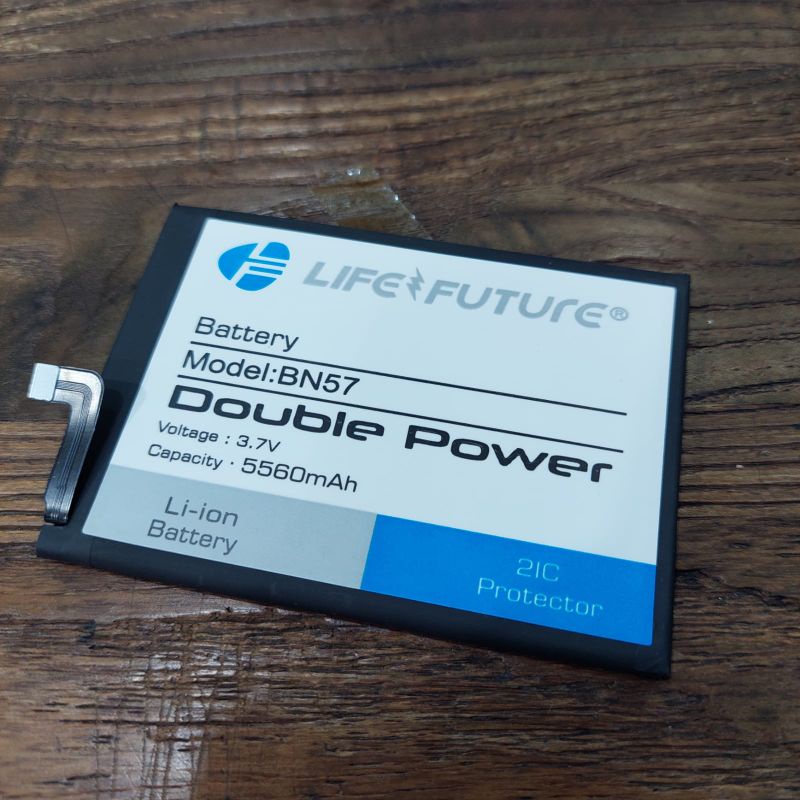 LIFE FUTURE®
Battery
Model:BN57
Double Power
Voltage : 3.7V
Capacity : 5560mAh
Li-ion
Battery
2IC
Protector